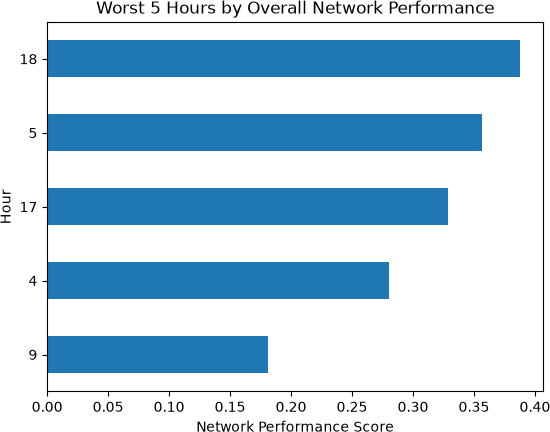 Worst 5 Hours by Overall Network Performance
18
5
17
4
9
Hour
0.00 0.05 0.10 0.15 0.20 0.25 0.30 0.35 0.40
Network Performance Score